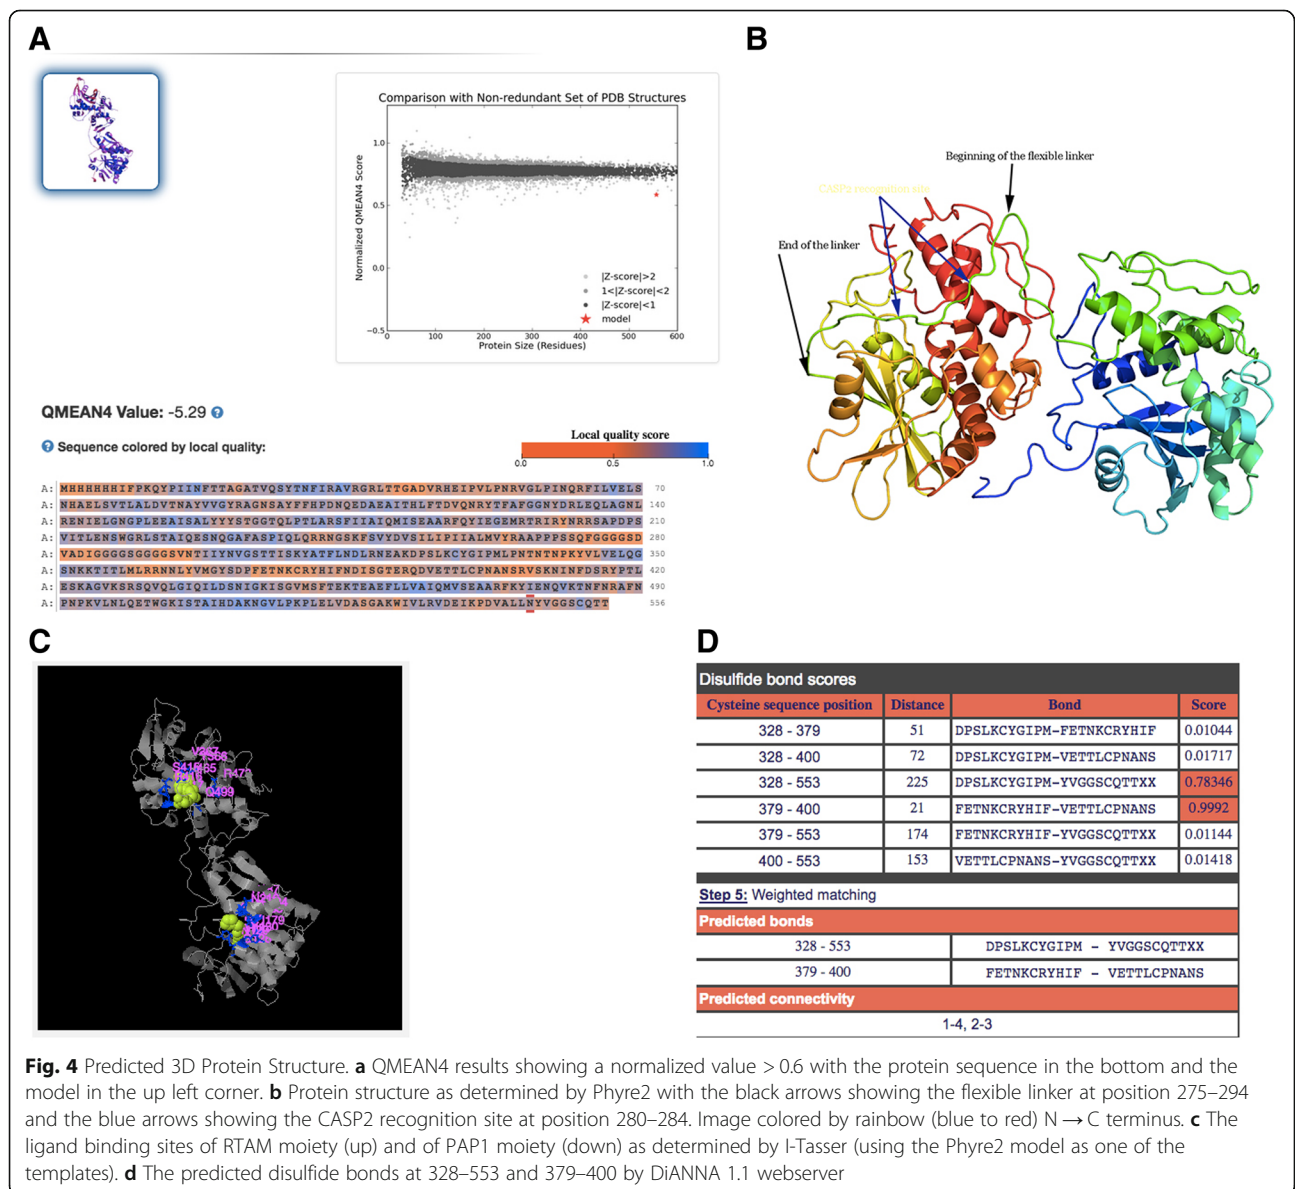 A
Comparison with Non-redundant Set of PDB Structures
Normalized QMEAN4 Score
1.0
0.5
0.0
−0.5
|Z-score|>2
1<|Z-score|<2
|Z-score|<1
model
0 100 200 300 400 500 600
Protein Size (Residues)
QMEAN4 Value: -5.29 ?
? Sequence colored by local quality:
Local quality score
0.0 0.5 1.0
A: MHHHHHHIFPKQYPIINFTTAGATVQSYTNFIRAVRGRLTTGADVRHEIPVLPNRVGLPINQRFILVELS 70
A: NHAELSVTLALDVTNAYVVGYRAGNSAYFFHPDNQEDAEAITHLFTDVQNRYTFAFGGNYDRLEQLAGNL 140
A: RENIELGNGPLEEAISALYYYSTGGTQLPTLARSFIIAIQMISEAARFQYIEGEMRTRIRYNRRSAPDPS 210
A: VITLENSWGRLSTAIQESNQGAFASPIQLQRRNGSKFSVYDVSILIPIIALMVYRAAPPPSSQFGGGGSD 280
A: VADIGGGGSGGGGSVNTIIYNVGSTTISKYATFLNDLRNEAKDPSLKCYGIPMLPNTNTNPKYVLVELQG 350
A: SNKKTITLMLRRNNLYVMGYSDPFETNKCRYHIFNDISGTERQDVETTLCPNANSRVSKNINFDSRYPTL 420
A: ESKAGVKSRSQVQLGIQILDSNIGKISGVMSFTEKTEAEFLLVAIQMVSEAARFKYIENQVKTNFNRAFN 490
A: PNPKVLNLQETWGKISTAIHDAKNGVLPKPLELVDASGAKWIVLRVDEIKPDVALLNYVGGSCQTT 556
B
Beginning of the flexible linker
CASP2 recognition site
End of the linker
C
R472
Q499
D
Disulfide bond scores
Cysteine sequence position Distance Bond Score
328 - 379 51 DPSLKCYGIPM-FETNKCRYHIF 0.01044
328 - 400 72 DPSLKCYGIPM-VETTLCPNANS 0.01717
328 - 553 225 DPSLKCYGIPM-YVGGSCQTTXX 0.78346
379 - 400 21 FETNKCRYHIF-VETTLCPNANS 0.9992
379 - 553 174 FETNKCRYHIF-YVGGSCQTTXX 0.01144
400 - 553 153 VETTLCPNANS-YVGGSCQTTXX 0.01418
Step 5: Weighted matching
Predicted bonds
328 - 553 DPSLKCYGIPM - YVGGSCQTTXX
379 - 400 FETNKCRYHIF - VETTLCPNANS
Predicted connectivity
1-4, 2-3
Fig. 4 Predicted 3D Protein Structure. a QMEAN4 results showing a normalized value > 0.6 with the protein sequence in the bottom and the
model in the up left corner. b Protein structure as determined by Phyre2 with the black arrows showing the flexible linker at position 275–294
and the blue arrows showing the CASP2 recognition site at position 280–284. Image colored by rainbow (blue to red) N → C terminus. c The
ligand binding sites of RTAM moiety (up) and of PAP1 moiety (down) as determined by I-Tasser (using the Phyre2 model as one of the
templates). d The predicted disulfide bonds at 328–553 and 379–400 by DiANNA 1.1 webserver